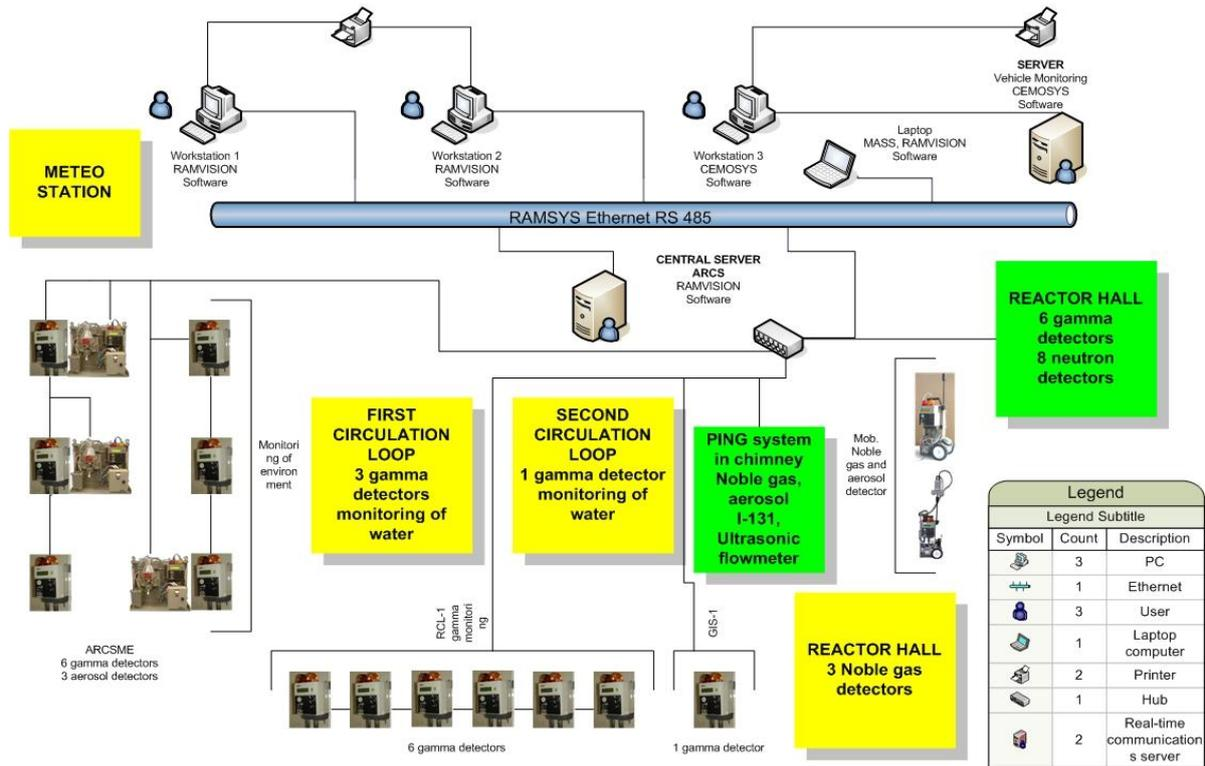 SERVER
Vehicle Monitoring
CEMOSYS
Software
Workstation 1
RAMVISION
Software
Workstation 2
RAMVISION
Software
Workstation 3
CEMOSYS
Software
Laptop
MASS, RAMVISION
Software
METEO
STATION
RAMSYS Ethernet RS 485
CENTRAL SERVER
ARCS
RAMVISION
Software
REACTOR HALL
6 gamma
detectors
8 neutron
detectors
Monitori
ng of
environ
ment
FIRST
CIRCULATION
LOOP
3 gamma
detectors
monitoring of
water
SECOND
CIRCULATION
LOOP
1 gamma detector
monitoring of
water
PING system
in chimney
Noble gas,
aerosol
I-131,
Ultrasonic
flowmeter
Mob.
Noble
gas and
aerosol
detector
ARCSME
6 gamma detectors
3 aerosol detectors
RCL-1
gamma
monitori
ng
GIS-1
6 gamma detectors
1 gamma detector
REACTOR HALL
3 Noble gas
detectors
Legend
Legend Subtitle
Symbol Count Description
3 PC
1 Ethernet
3 User
1 Laptop
computer
2 Printer
1 Hub
2 Real-time
communication
s server